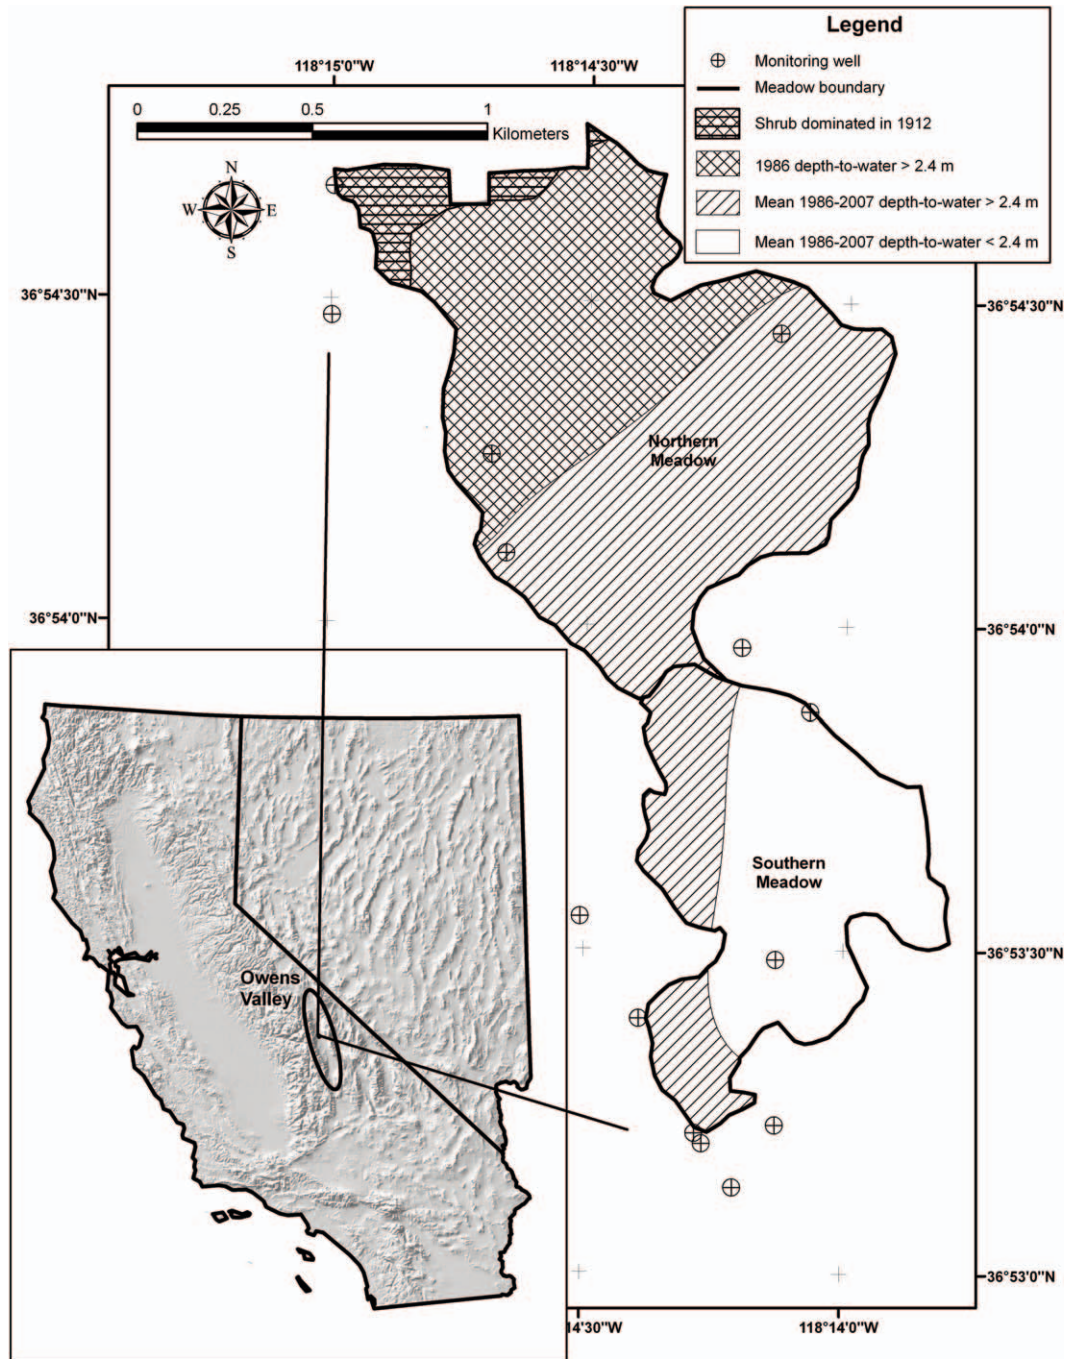 Legend
Monitoring well
Meadow boundary
Shrub dominated in 1912
1986 depth-to-water > 2.4 m
Mean 1986-2007 depth-to-water > 2.4 m
Mean 1986-2007 depth-to-water < 2.4 m
118°15'0"W
118°14'30"W
0 0.25 0.5 1
Kilometers
N
W E
S
36°54'30"N
36°54'30"N
Northern
Meadow
36°54'0"N
36°54'0"N
Southern
Meadow
36°53'30"N
Owens
Valley
36°53'0"N
14'30"W
118°14'0"W